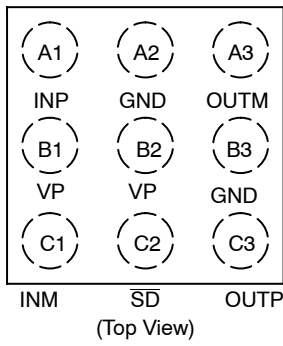 A1 A2 A3
INP GND OUTM
B1 B2 B3
VP VP GND
C1 C2 C3
INM S̅D̅ OUTP
(Top View)